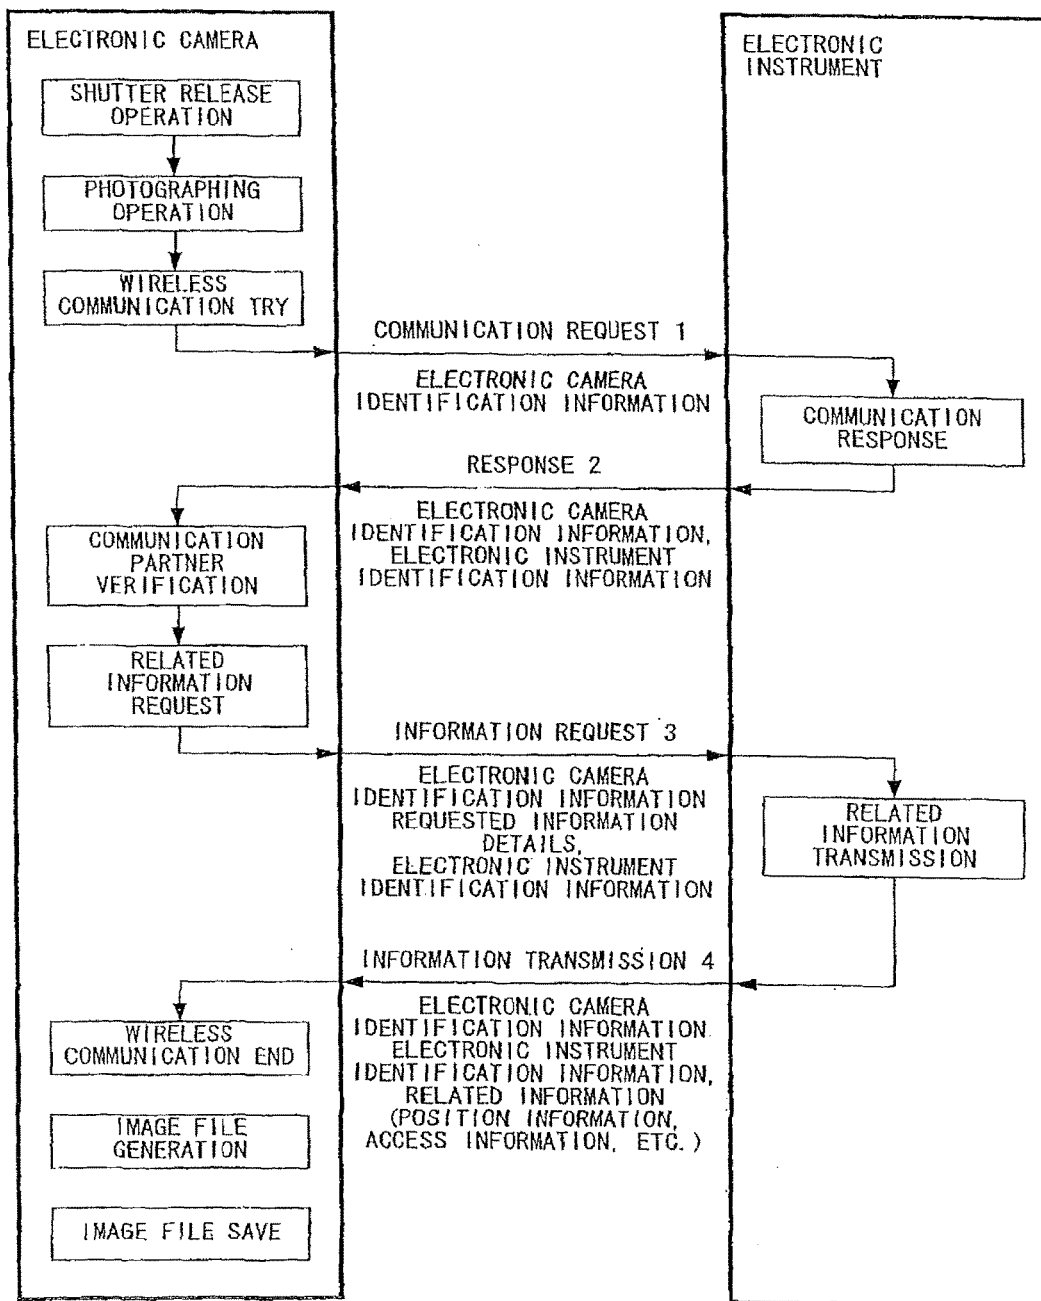 ELECTRONIC CAMERA
SHUTTER RELEASE
OPERATION
PHOTOGRAPHING
OPERATION
WIRELESS
COMMUNICATION TRY
ELECTRONIC
INSTRUMENT
COMMUNICATION REQUEST 1
ELECTRONIC CAMERA
IDENTIFICATION INFORMATION
COMMUNICATION
RESPONSE
RESPONSE 2
ELECTRONIC CAMERA
IDENTIFICATION INFORMATION,
ELECTRONIC INSTRUMENT
IDENTIFICATION INFORMATION
COMMUNICATION
PARTNER
VERIFICATION
RELATED
INFORMATION
REQUEST
INFORMATION REQUEST 3
ELECTRONIC CAMERA
IDENTIFICATION INFORMATION
REQUESTED INFORMATION
DETAILS,
ELECTRONIC INSTRUMENT
IDENTIFICATION INFORMATION
RELATED
INFORMATION
TRANSMISSION
INFORMATION TRANSMISSION 4
ELECTRONIC CAMERA
IDENTIFICATION INFORMATION
ELECTRONIC INSTRUMENT
IDENTIFICATION INFORMATION,
RELATED INFORMATION
(POSITION INFORMATION,
ACCESS INFORMATION, ETC.)
WIRELESS
COMMUNICATION END
IMAGE FILE
GENERATION
IMAGE FILE SAVE